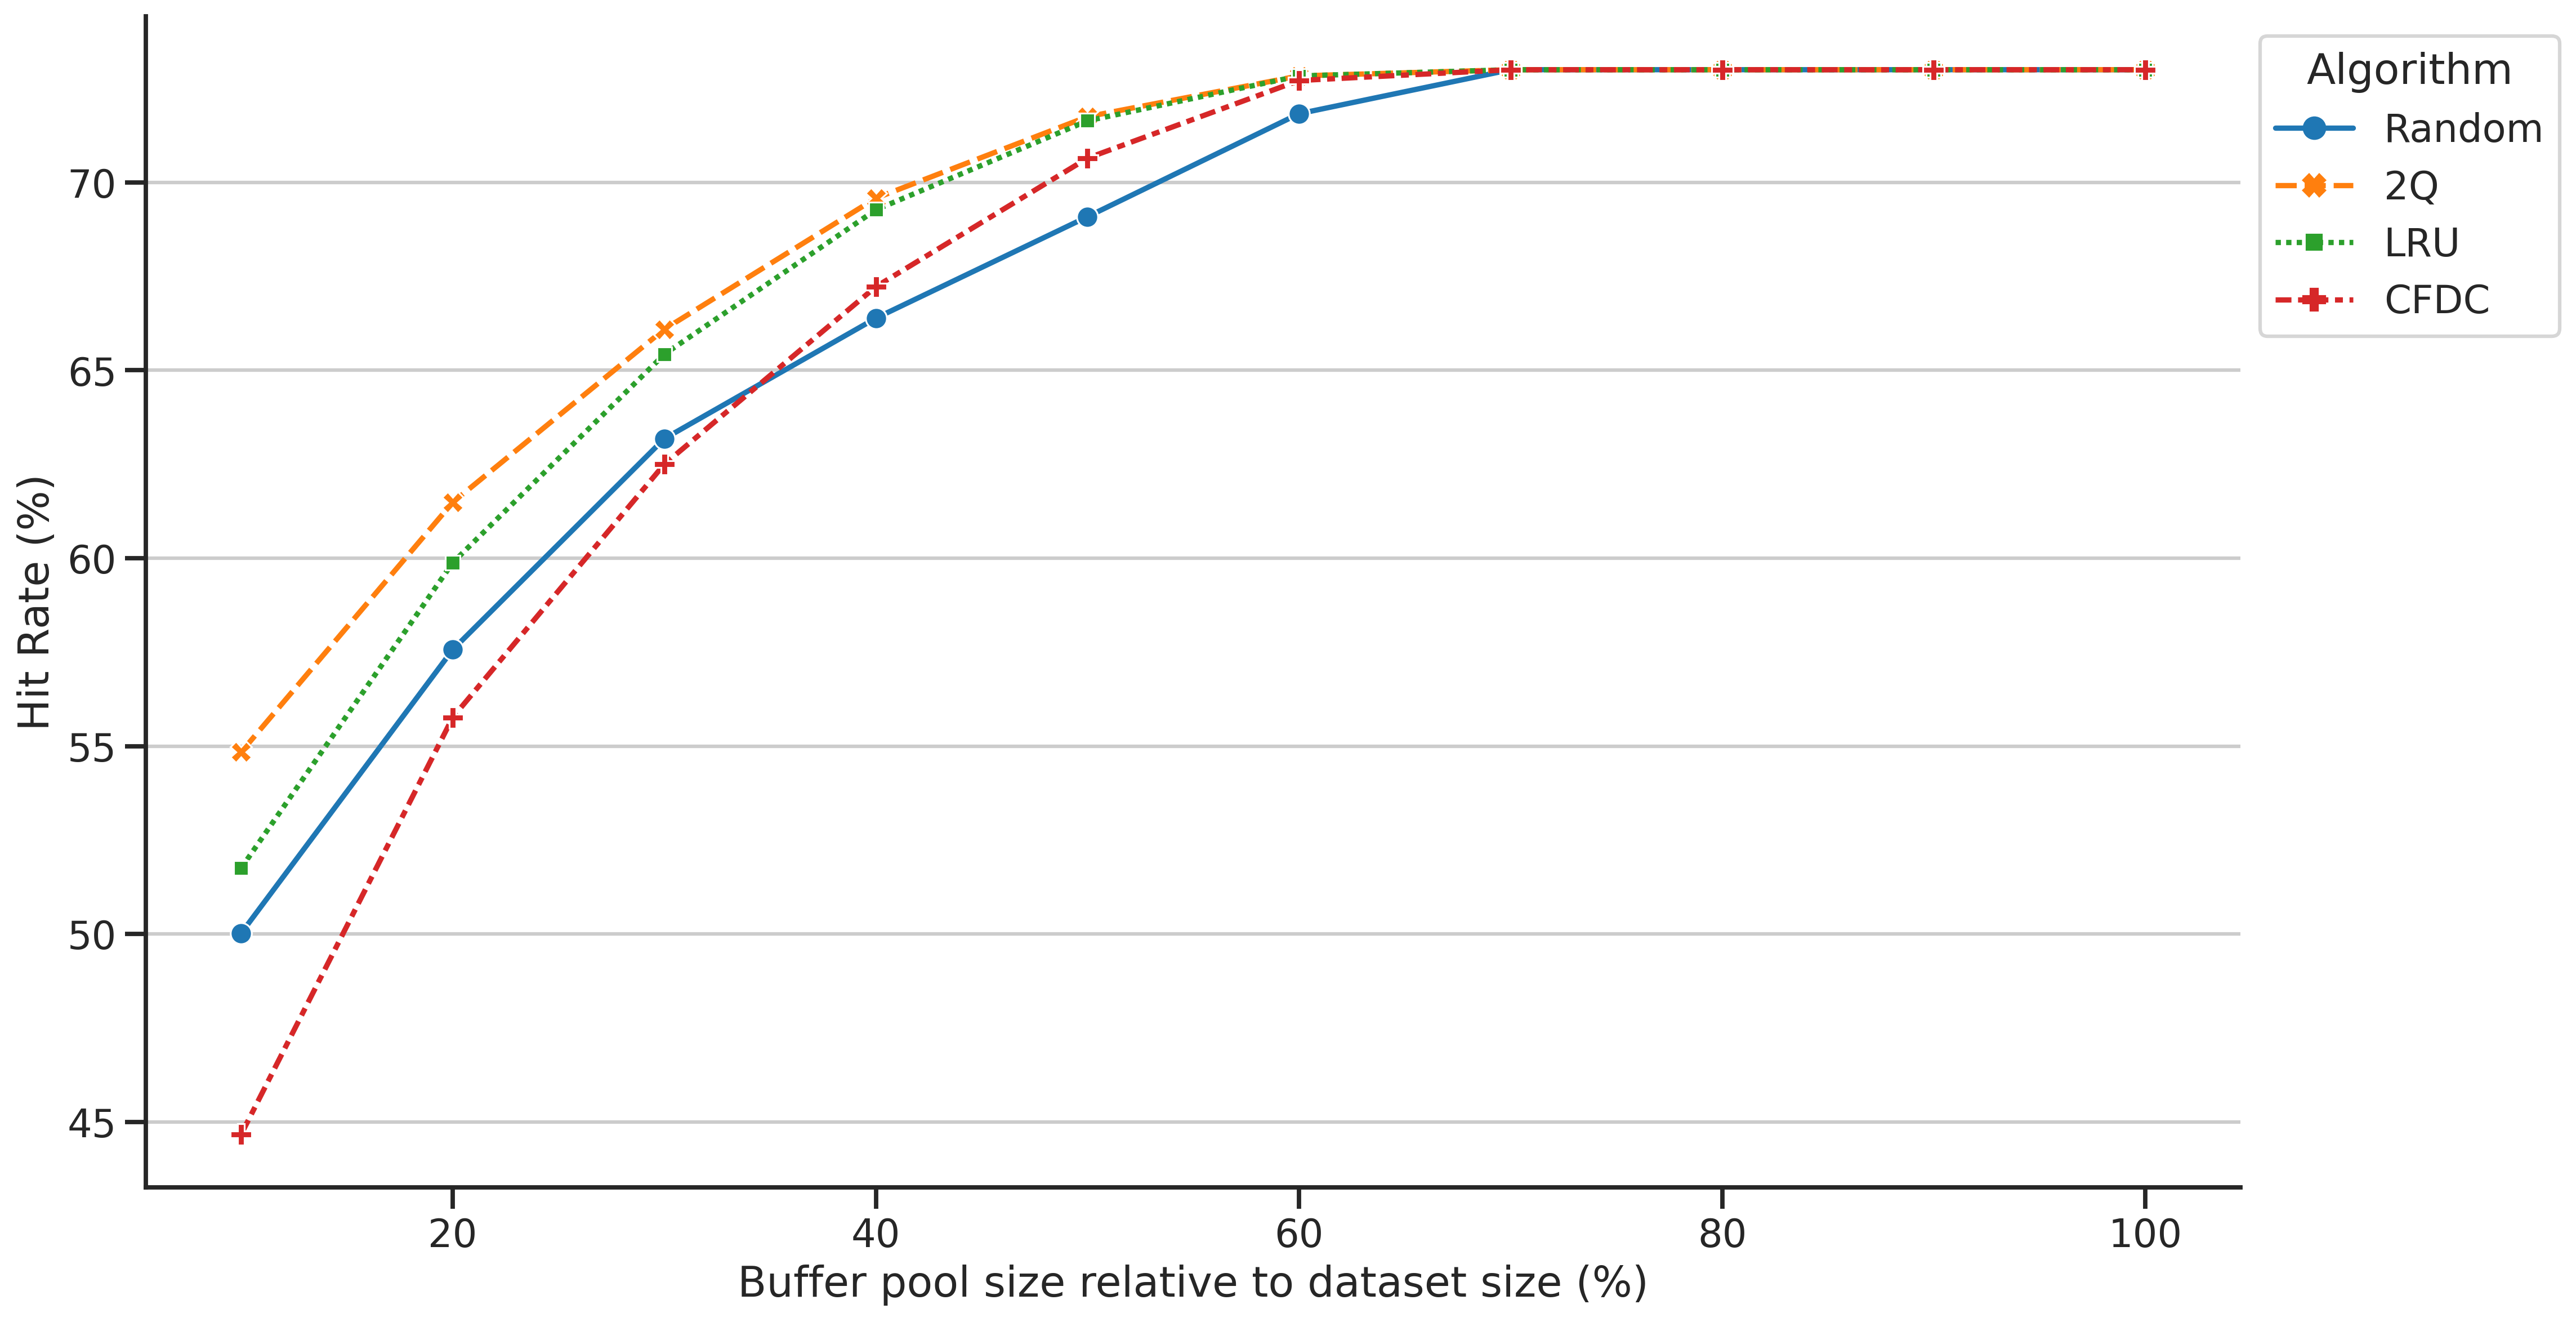 Algorithm
Random
2Q
LRU
CFDC
Hit Rate (%)
70
65
60
55
50
45
20 40 60 80 100
Buffer pool size relative to dataset size (%)